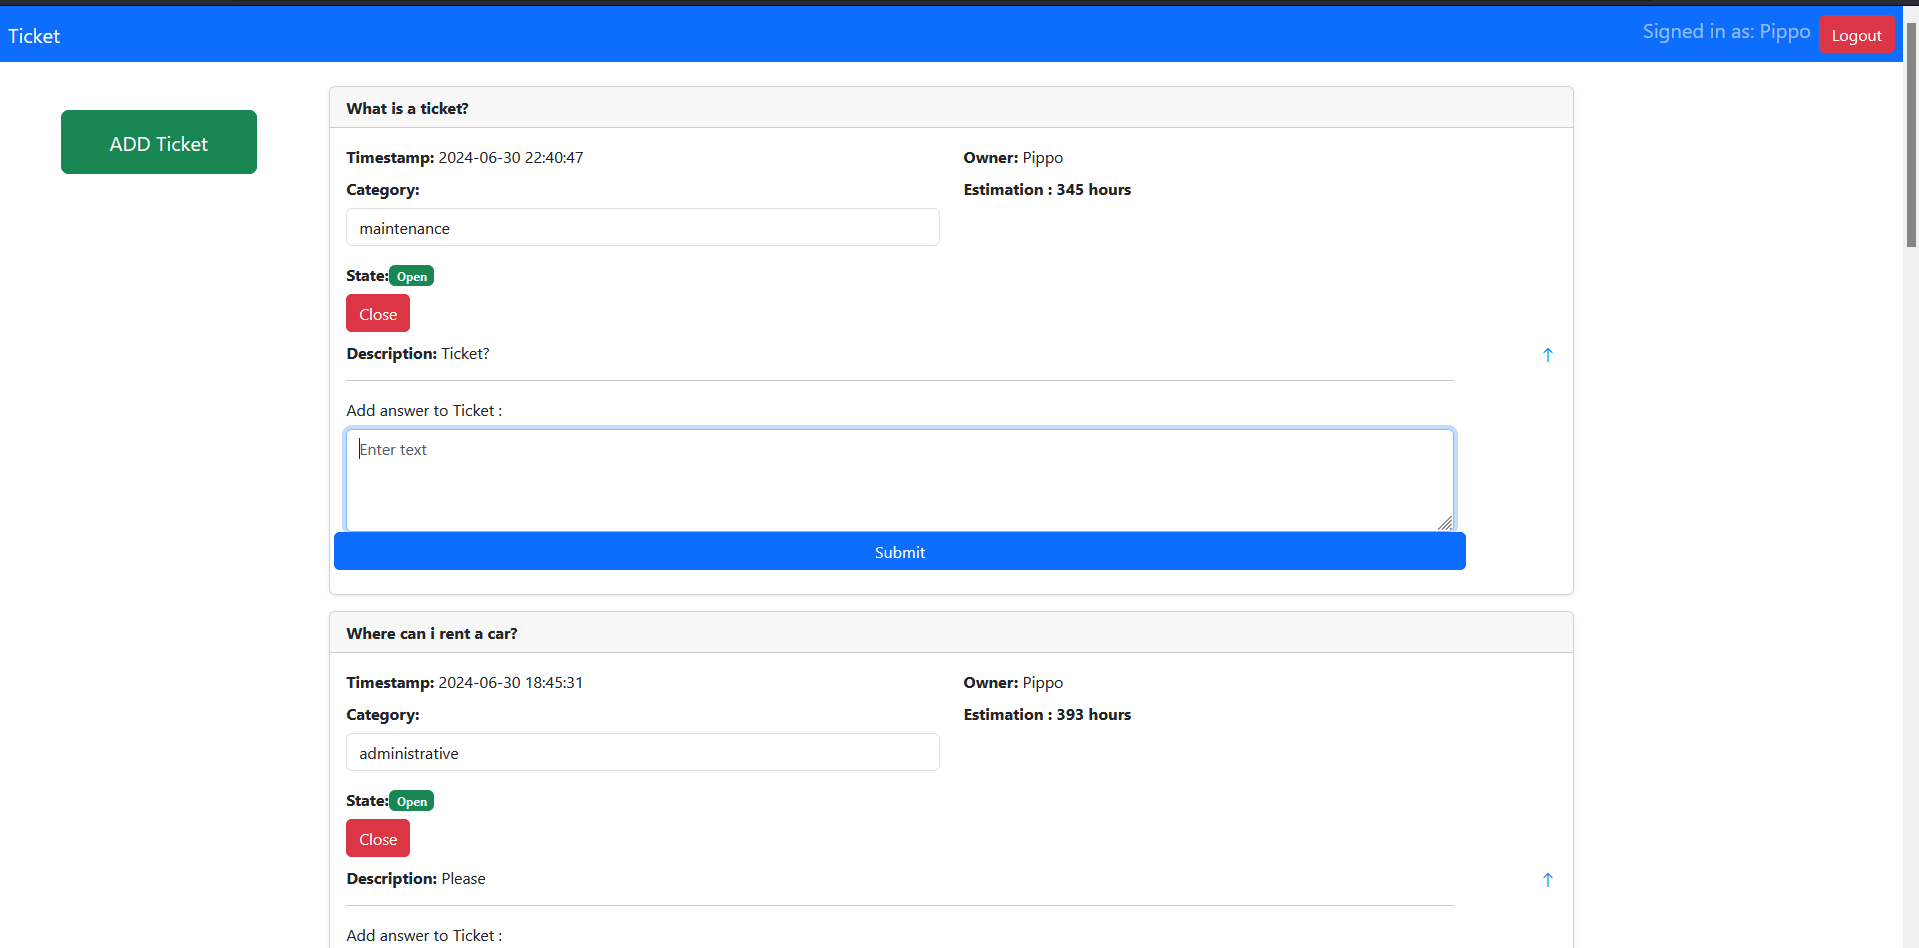 Ticket
Signed in as: Pippo
Logout
ADD Ticket
What is a ticket?
Timestamp: 2024-06-30 22:40:47
Owner: Pippo
Category:
Estimation : 345 hours
maintenance
State:Open
Close
Description: Ticket?
↑
Add answer to Ticket :
Enter text
Submit
Where can i rent a car?
Timestamp: 2024-06-30 18:45:31
Owner: Pippo
Category:
Estimation : 393 hours
administrative
State:Open
Close
Description: Please
↑
Add answer to Ticket :